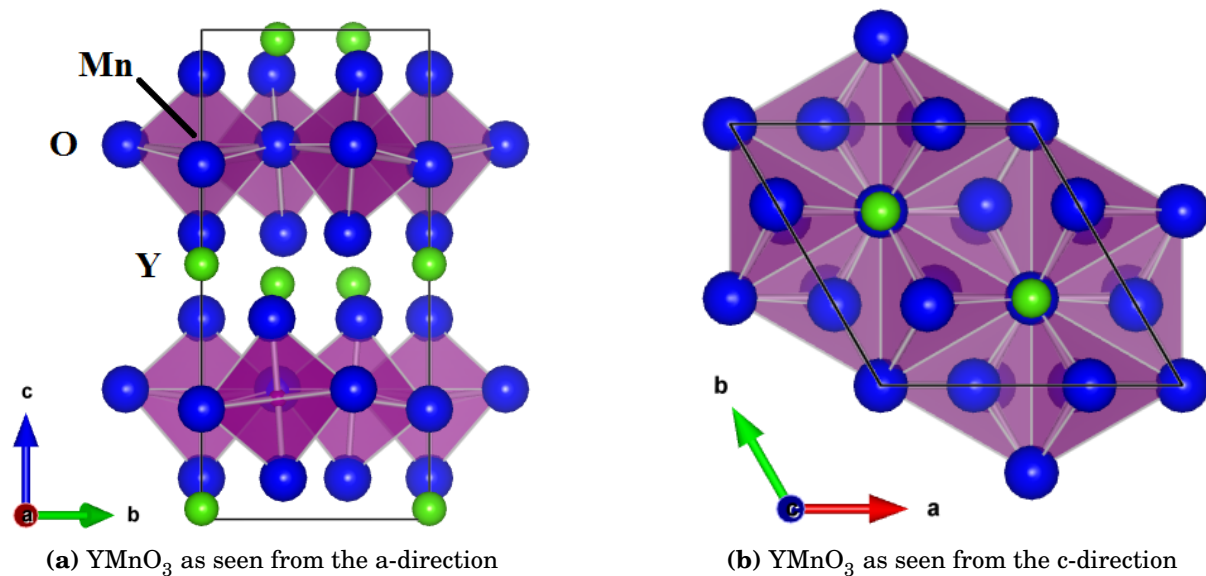 Mn
O
Y
c
a
b
b
c
a
(a) YMnO₃ as seen from the a-direction
(b) YMnO₃ as seen from the c-direction